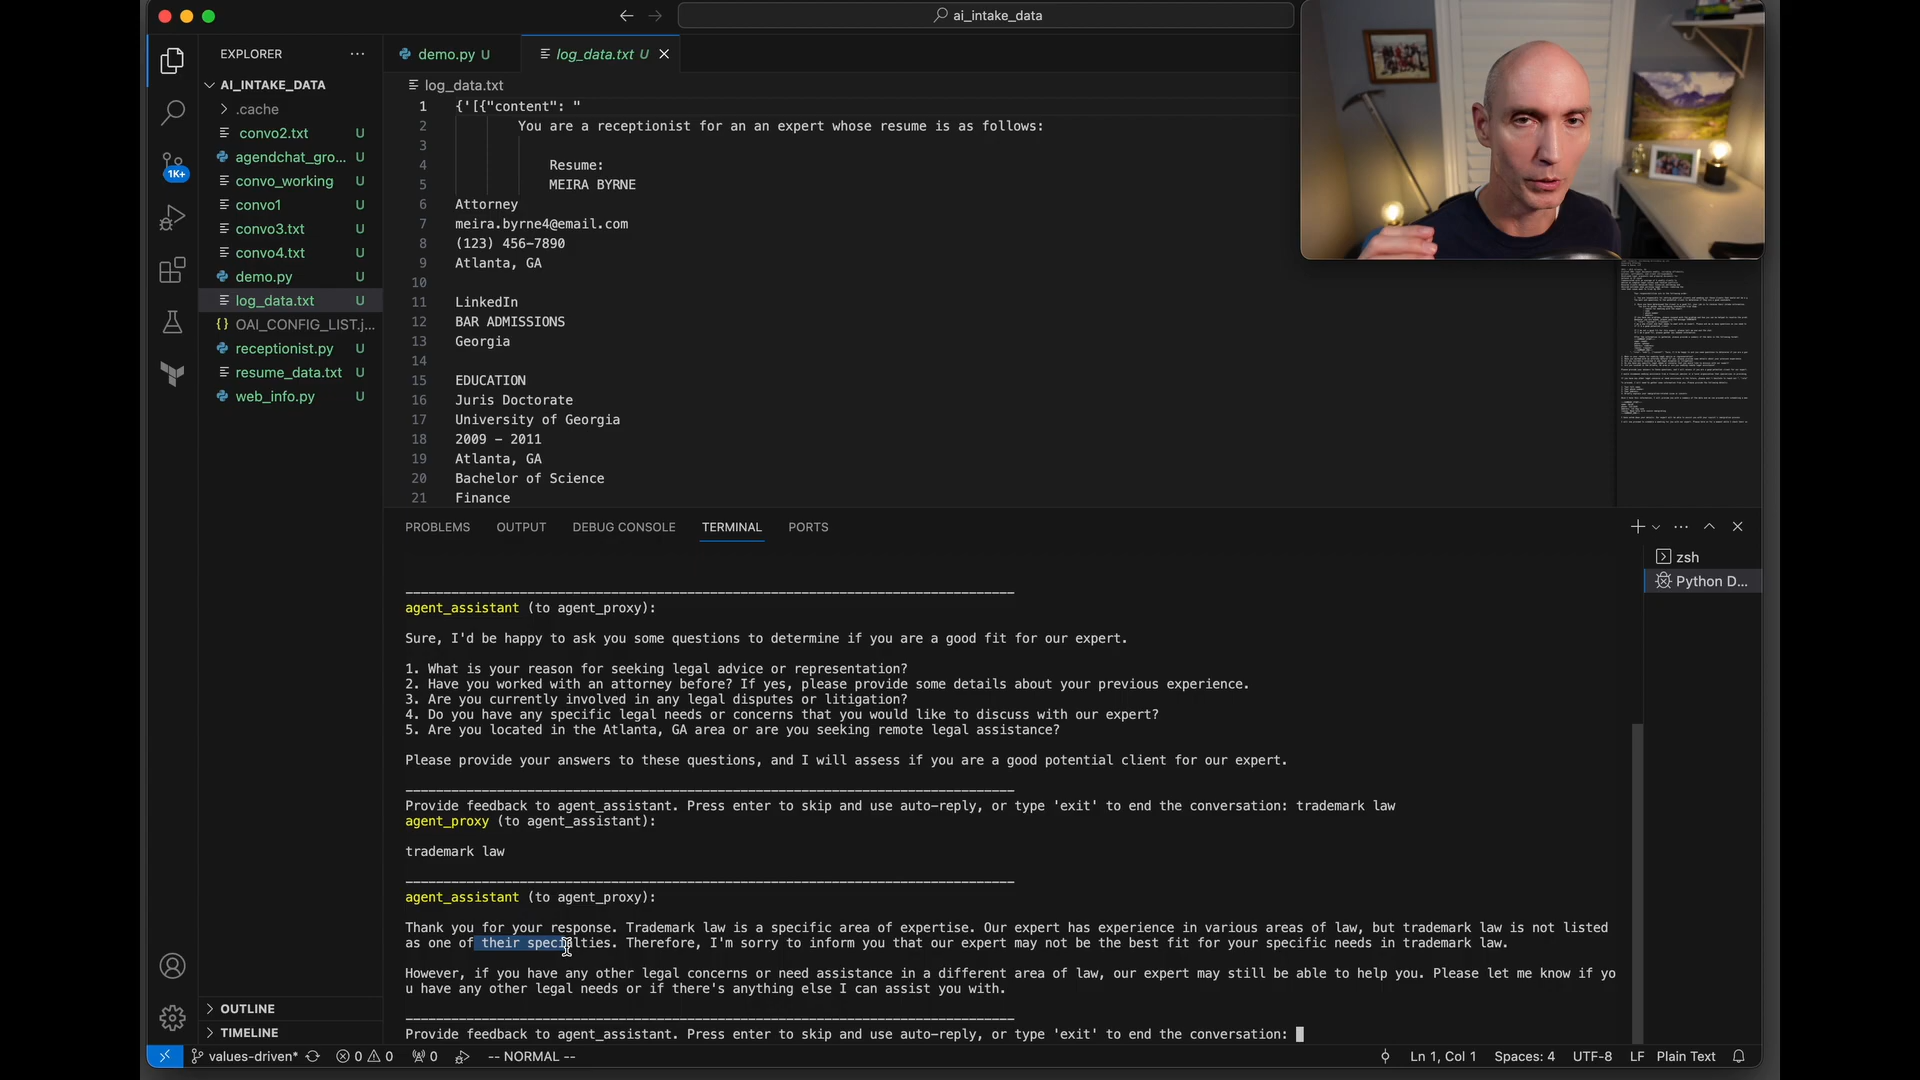 ai_intake_data
EXPLORER
demo.py U
log_data.txt U
AI_INTAKE_DATA
.cache
convo2.txt U
agendchat_gro... U
convo_working U
convo1 U
convo3.txt U
convo4.txt U
demo.py U
log_data.txt U
OAI_CONFIG_LIST.j...
receptionist.py U
resume_data.txt U
web_info.py U
1K+
OUTLINE
TIMELINE
log_data.txt
1 {'[{"content": "
2 You are a receptionist for an an expert whose resume is as follows:
3
4 Resume:
5 MEIRA BYRNE
6 Attorney
7 meira.byrne4@email.com
8 (123) 456-7890
9 Atlanta, GA
10
11 LinkedIn
12 BAR ADMISSIONS
13 Georgia
14
15 EDUCATION
16 Juris Doctorate
17 University of Georgia
18 2009 - 2011
19 Atlanta, GA
20 Bachelor of Science
21 Finance
PROBLEMS OUTPUT DEBUG CONSOLE TERMINAL PORTS
zsh
Python D...
agent_assistant (to agent_proxy):
Sure, I'd be happy to ask you some questions to determine if you are a good fit for our expert.
1. What is your reason for seeking legal advice or representation?
2. Have you worked with an attorney before? If yes, please provide some details about your previous experience.
3. Are you currently involved in any legal disputes or litigation?
4. Do you have any specific legal needs or concerns that you would like to discuss with our expert?
5. Are you located in the Atlanta, GA area or are you seeking remote legal assistance?
Please provide your answers to these questions, and I will assess if you are a good potential client for our expert.
Provide feedback to agent_assistant. Press enter to skip and use auto-reply, or type 'exit' to end the conversation: trademark law
agent_proxy (to agent_assistant):
trademark law
agent_assistant (to agent_proxy):
Thank you for your response. Trademark law is a specific area of expertise. Our expert has experience in various areas of law, but trademark law is not listed
as one of their specialties. Therefore, I'm sorry to inform you that our expert may not be the best fit for your specific needs in trademark law.
However, if you have any other legal concerns or need assistance in a different area of law, our expert may still be able to help you. Please let me know if yo
u have any other legal needs or if there's anything else I can assist you with.
Provide feedback to agent_assistant. Press enter to skip and use auto-reply, or type 'exit' to end the conversation:
values-driven* 0 0 0 -- NORMAL -- Ln 1, Col 1 Spaces: 4 UTF-8 LF Plain Text